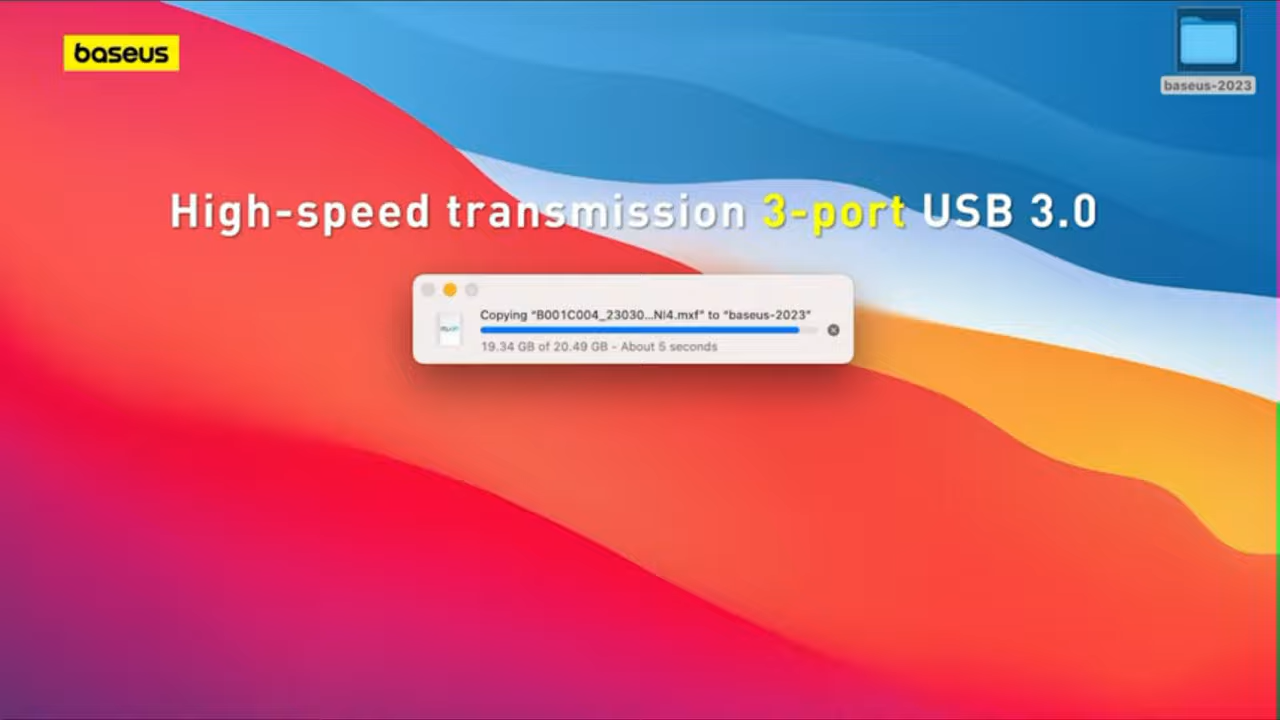 baseus
baseus-2023
High-speed transmission 3-port USB 3.0
Copying "B001C004_23030...NI4.mxf" to "baseus-2023"
19.34 GB of 20.49 GB - About 5 seconds